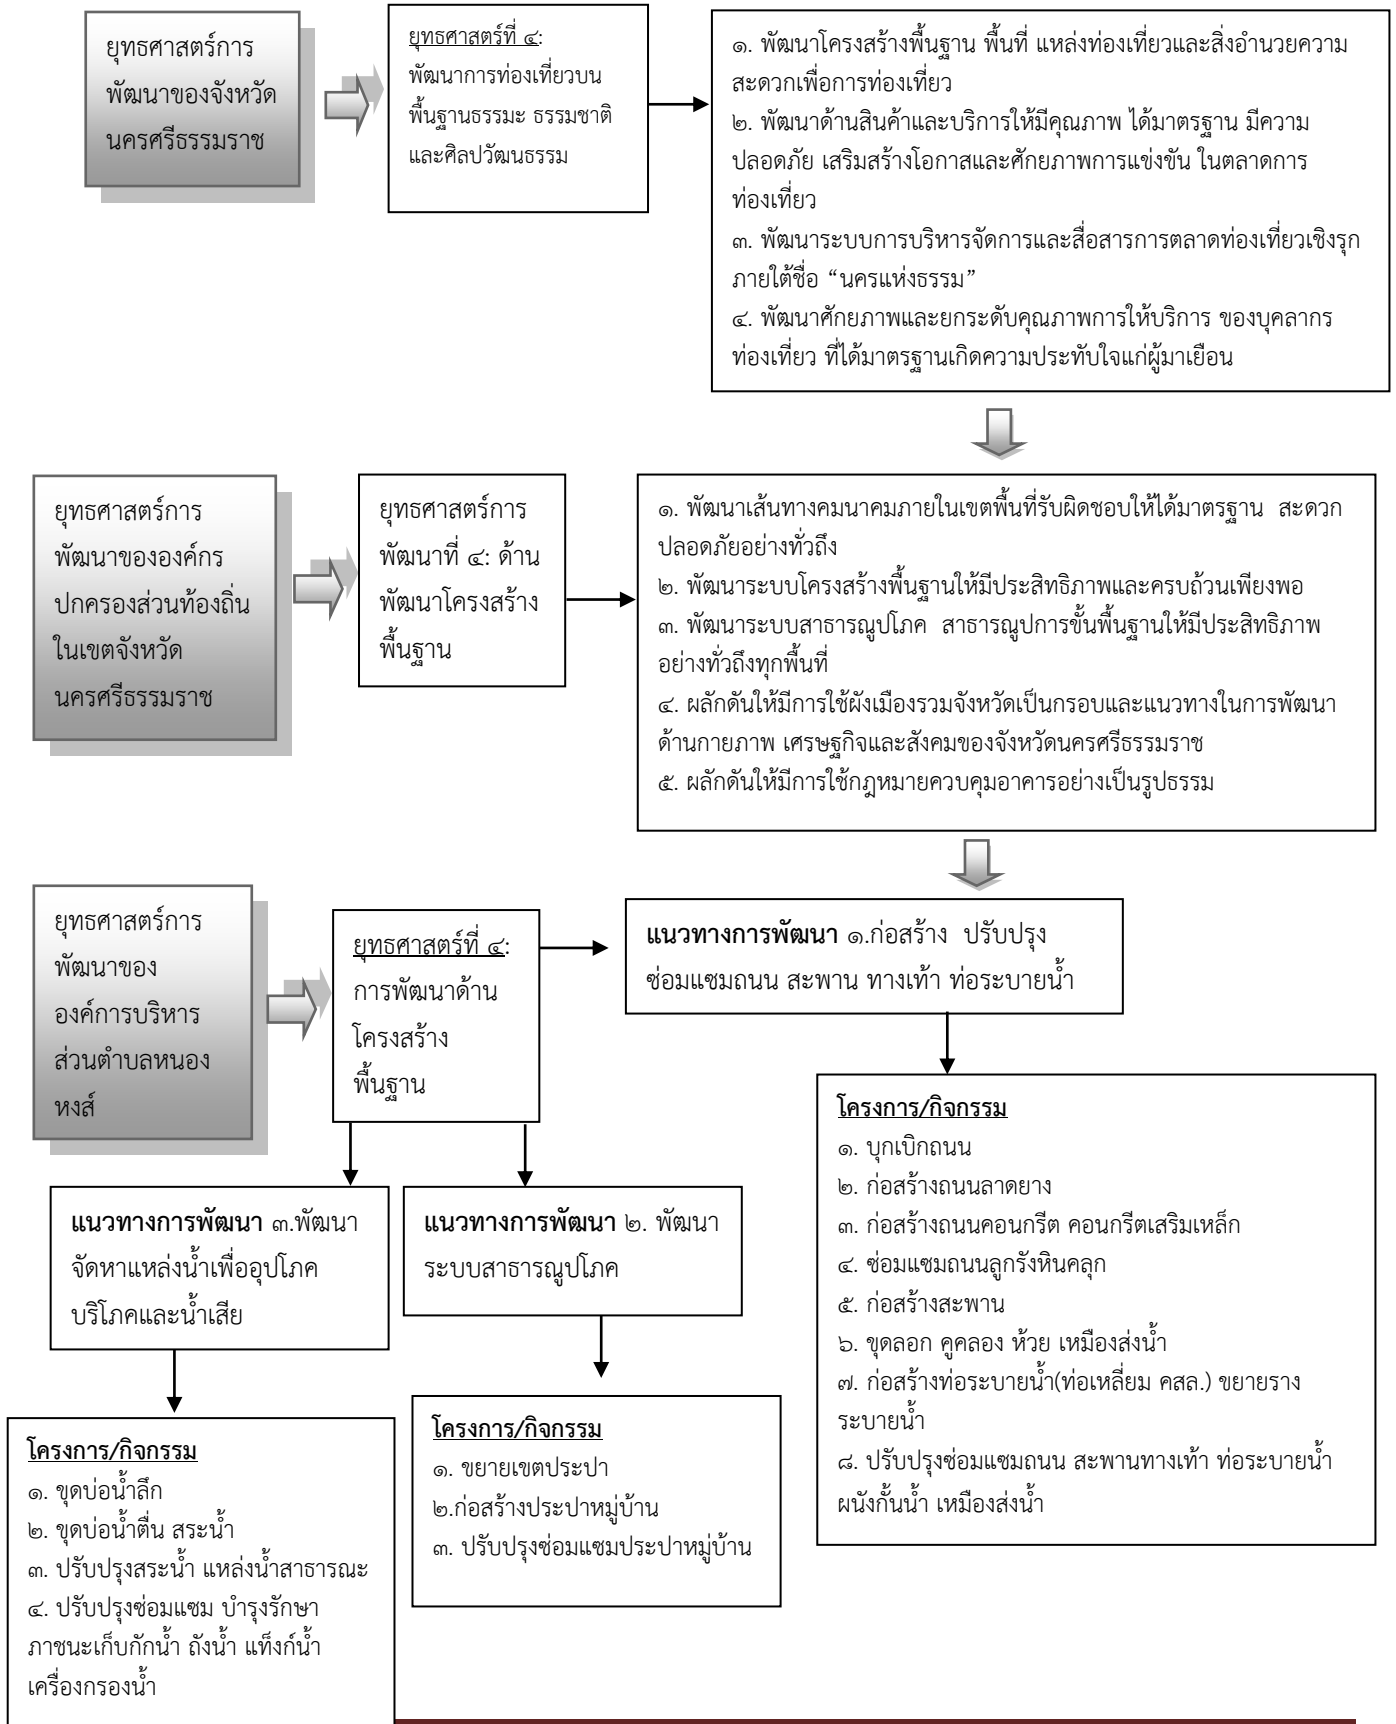 ยุทธศาสตร์การ
พัฒนาของจังหวัด
นครศรีธรรมราช
ยุทธศาสตร์ที่ ๔:
พัฒนาการท่องเที่ยวบน
พื้นฐานธรรมะ ธรรมชาติ
และศิลปวัฒนธรรม
๑. พัฒนาโครงสร้างพื้นฐาน พื้นที่ แหล่งท่องเที่ยวและสิ่งอำนวยความ
สะดวกเพื่อการท่องเที่ยว
๒. พัฒนาด้านสินค้าและบริการให้มีคุณภาพ ได้มาตรฐาน มีความ
ปลอดภัย เสริมสร้างโอกาสและศักยภาพการแข่งขัน ในตลาดการ
ท่องเที่ยว
๓. พัฒนาระบบการบริหารจัดการและสื่อสารการตลาดท่องเที่ยวเชิงรุก
ภายใต้ชื่อ “นครแห่งธรรม”
๔. พัฒนาศักยภาพและยกระดับคุณภาพการให้บริการ ของบุคลากร
ท่องเที่ยว ที่ได้มาตรฐานเกิดความประทับใจแก่ผู้มาเยือน
ยุทธศาสตร์การ
พัฒนาขององค์กร
ปกครองส่วนท้องถิ่น
ในเขตจังหวัด
นครศรีธรรมราช
ยุทธศาสตร์การ
พัฒนาที่ ๔: ด้าน
พัฒนาโครงสร้าง
พื้นฐาน
๑. พัฒนาเส้นทางคมนาคมภายในเขตพื้นที่รับผิดชอบให้ได้มาตรฐาน สะดวก
ปลอดภัยอย่างทั่วถึง
๒. พัฒนาระบบโครงสร้างพื้นฐานให้มีประสิทธิภาพและครบถ้วนเพียงพอ
๓. พัฒนาระบบสาธารณูปโภค สาธารณูปการขั้นพื้นฐานให้มีประสิทธิภาพ
อย่างทั่วถึงทุกพื้นที่
๔. ผลักดันให้มีการใช้ผังเมืองรวมจังหวัดเป็นกรอบและแนวทางในการพัฒนา
ด้านกายภาพ เศรษฐกิจและสังคมของจังหวัดนครศรีธรรมราช
๕. ผลักดันให้มีการใช้กฎหมายควบคุมอาคารอย่างเป็นรูปธรรม
ยุทธศาสตร์การ
พัฒนาของ
องค์การบริหาร
ส่วนตำบลหนอง
หงส์
ยุทธศาสตร์ที่ ๔:
การพัฒนาด้าน
โครงสร้าง
พื้นฐาน
แนวทางการพัฒนา ๑.ก่อสร้าง ปรับปรุง
ซ่อมแซมถนน สะพาน ทางเท้า ท่อระบายน้ำ
โครงการ/กิจกรรม
๑. บุกเบิกถนน
๒. ก่อสร้างถนนลาดยาง
๓. ก่อสร้างถนนคอนกรีต คอนกรีตเสริมเหล็ก
๔. ซ่อมแซมถนนลูกรังหินคลุก
๕. ก่อสร้างสะพาน
๖. ขุดลอก คูคลอง ห้วย เหมืองส่งน้ำ
๗. ก่อสร้างท่อระบายน้ำ(ท่อเหลี่ยม คสล.) ขยายราง
ระบายน้ำ
๘. ปรับปรุงซ่อมแซมถนน สะพานทางเท้า ท่อระบายน้ำ
ผนังกั้นน้ำ เหมืองส่งน้ำ
แนวทางการพัฒนา ๓.พัฒนา
จัดหาแหล่งน้ำเพื่ออุปโภค
บริโภคและน้ำเสีย
แนวทางการพัฒนา ๒. พัฒนา
ระบบสาธารณูปโภค
โครงการ/กิจกรรม
๑. ขุดบ่อน้ำลึก
๒. ขุดบ่อน้ำตื่น สระน้ำ
๓. ปรับปรุงสระน้ำ แหล่งน้ำสาธารณะ
๔. ปรับปรุงซ่อมแซม บำรุงรักษา
ภาชนะเก็บกักน้ำ ถังน้ำ แท็งก์น้ำ
เครื่องกรองน้ำ
โครงการ/กิจกรรม
๑. ขยายเขตประปา
๒.ก่อสร้างประปาหมู่บ้าน
๓. ปรับปรุงซ่อมแซมประปาหมู่บ้าน